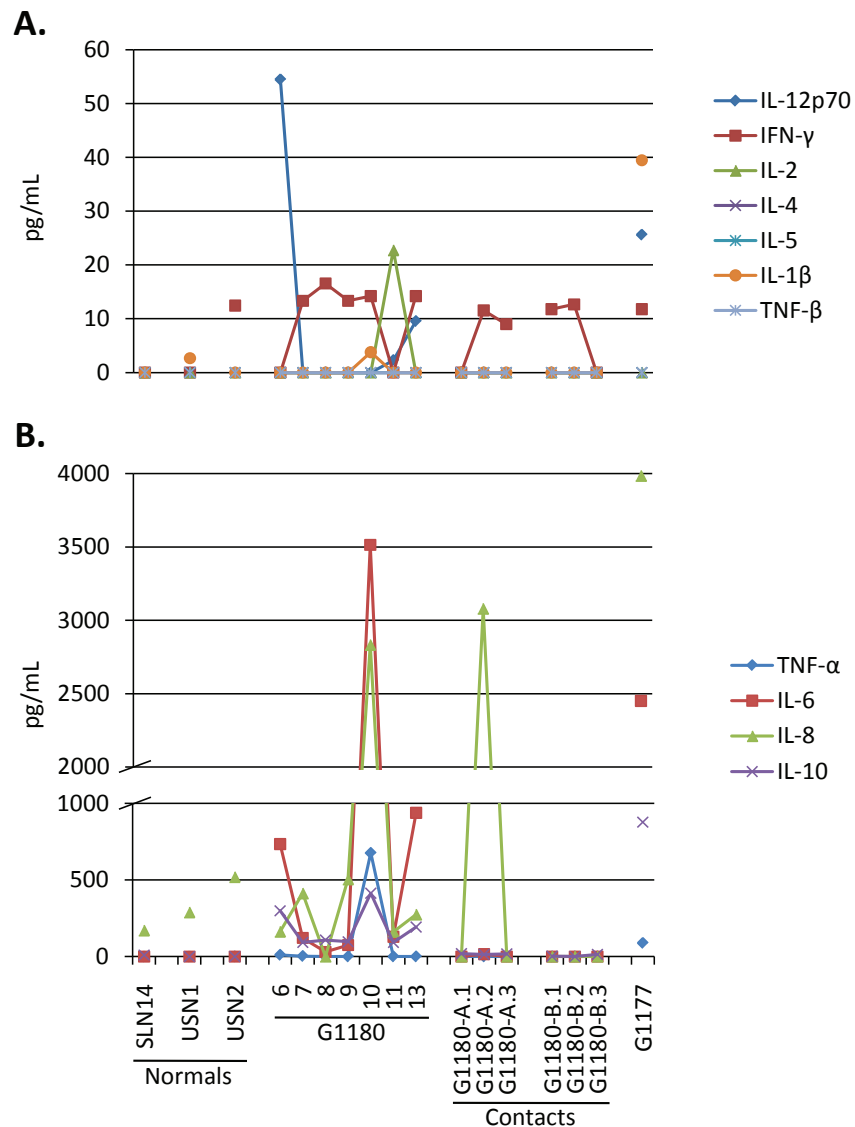 A.
60
50
40
30
20
10
0
pg/mL
IL-12p70
IFN-γ
IL-2
IL-4
IL-5
IL-1β
TNF-β
B.
4000
3500
3000
2500
2000
1000
500
0
pg/mL
TNF-α
IL-6
IL-8
IL-10
SLN14
USN1
USN2
6
7
8
9
10
11
13
G1180-A.1
G1180-A.2
G1180-A.3
G1180-B.1
G1180-B.2
G1180-B.3
G1177
Normals
G1180
Contacts